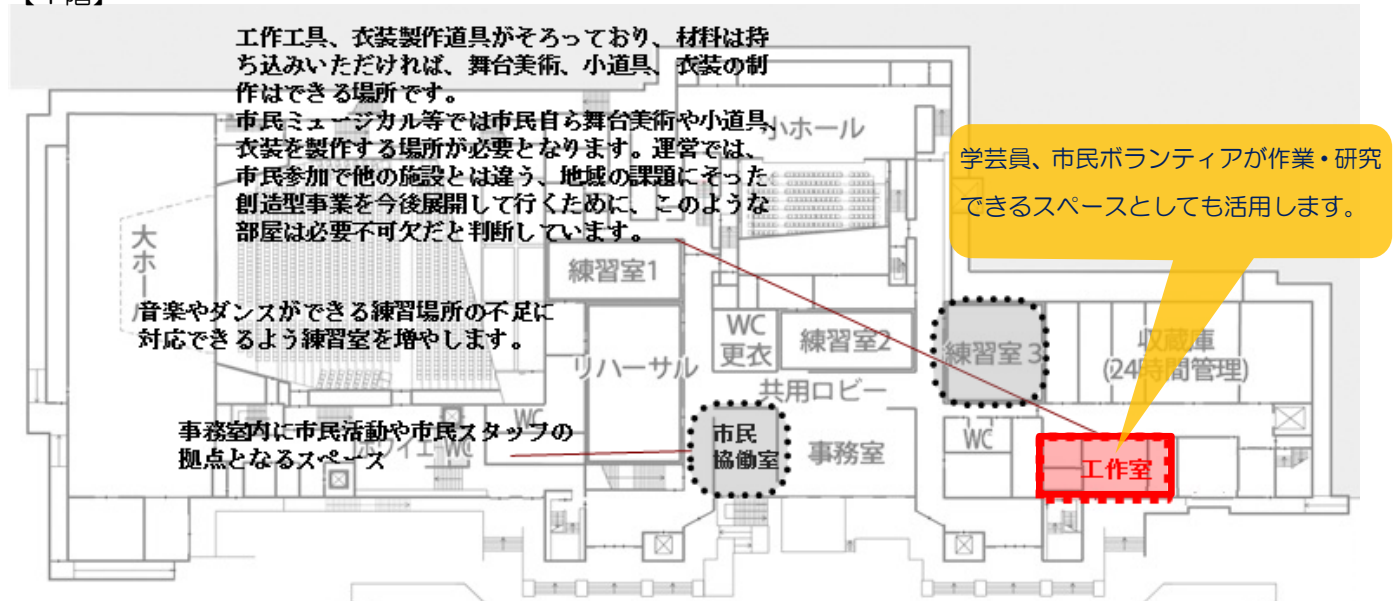 工作工具、衣装製作道具がそろっており、材料は持
ち込みいただければ、舞台美術、小道具、衣装の制
作はできる場所です。
市民ミュージカル等では市民自ら舞台美術や小道具、
衣装を製作する場所が必要となります。運営では、
市民参加で他の施設とは違う、地域の課題にそった
創造型事業を今後展開して行くために、このような
部屋は必要不可欠だと判断しています。
小ホール
学芸員、市民ボランティアが作業・研究
できるスペースとしても活用します。
大ホール
練習室1
音楽やダンスができる練習場所の不足に
対応できるよう練習室を増やします。
WC
更衣
練習室2
練習室3
収蔵庫
(24時間管理)
リハーサル
共用ロビー
事務室内に市民活動や市民スタッフの
拠点となるスペース
WC
WC
市民
協働室
事務室
WC
工作室